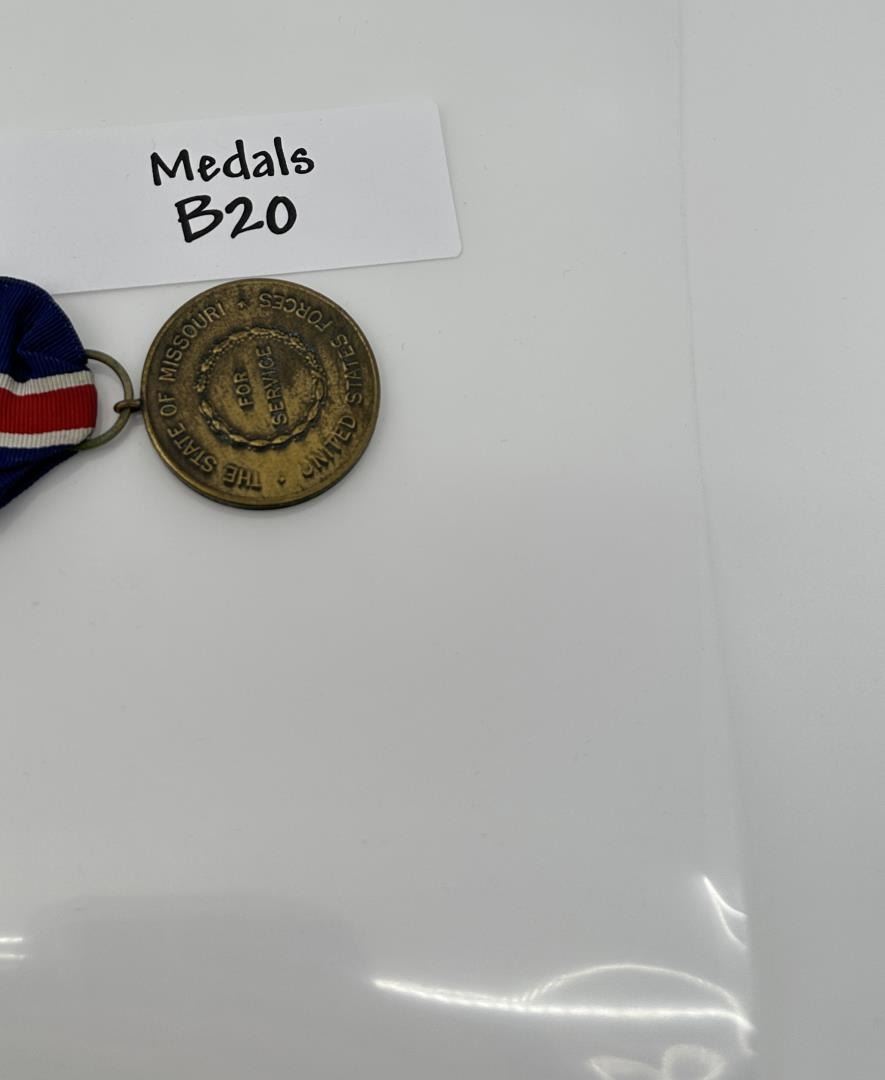 Medals
B20
THE STATE OF MISSOURI
UNITED STATES FORCES
FOR
SERVICE